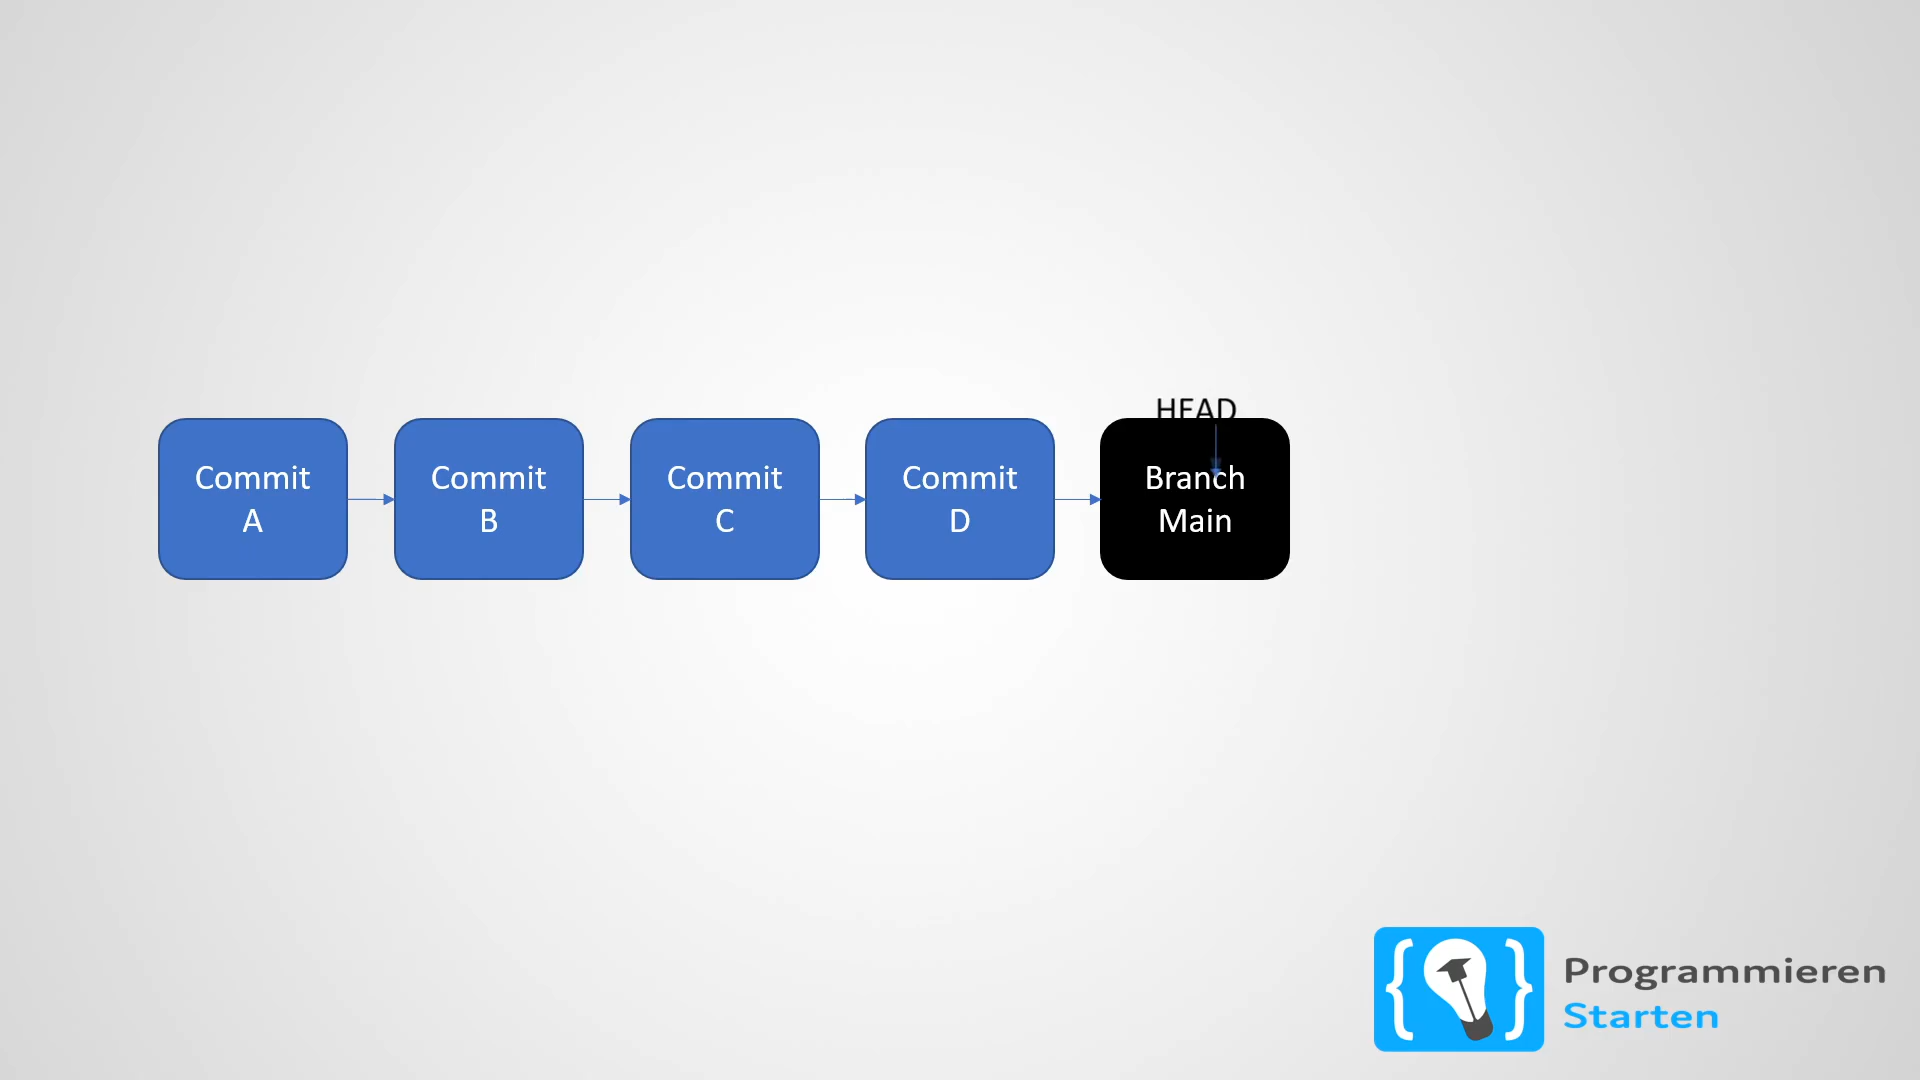 HEAD
Commit
A
Commit
B
Commit
C
Commit
D
Branch
Main
Programmieren
Starten